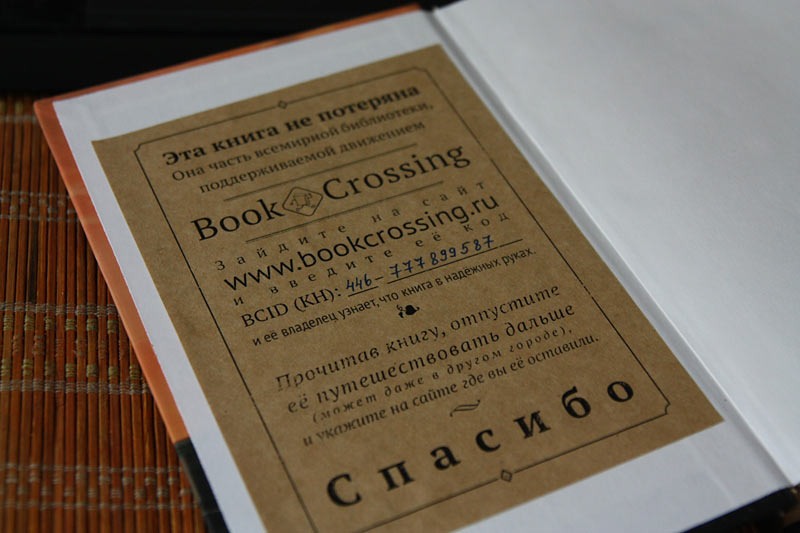 Эта книга не потеряна
Она часть всемирной библиотеки,
поддерживаемой движением
Book Crossing
Зайдите на сайт
www.bookcrossing.ru
и введите её код
BCID (КН): 446-777899587
и её владелец узнает, что книга в надежных руках.
Прочитав книгу, отпустите
её путешествовать дальше
(может даже в другом городе),
и укажите на сайте где вы её оставили.
Спасибо